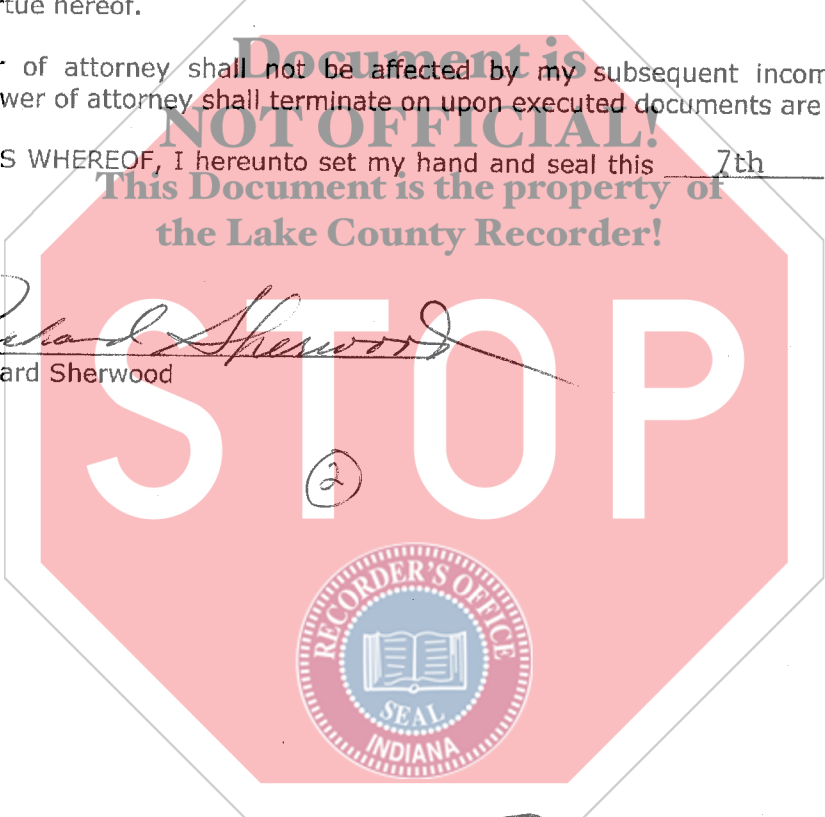 rtue hereof.
Document is
r of attorney shall not be affected by my subsequent incom
wer of attorney shall terminate on upon executed documents are
NOT OFFICIAL!
S WHEREOF, I hereunto set my hand and seal this 7th
This Document is the property of
the Lake County Recorder!
STOP
chard Sherwood
ard Sherwood
2
RECORDER'S OFFICE
SEAL
INDIANA